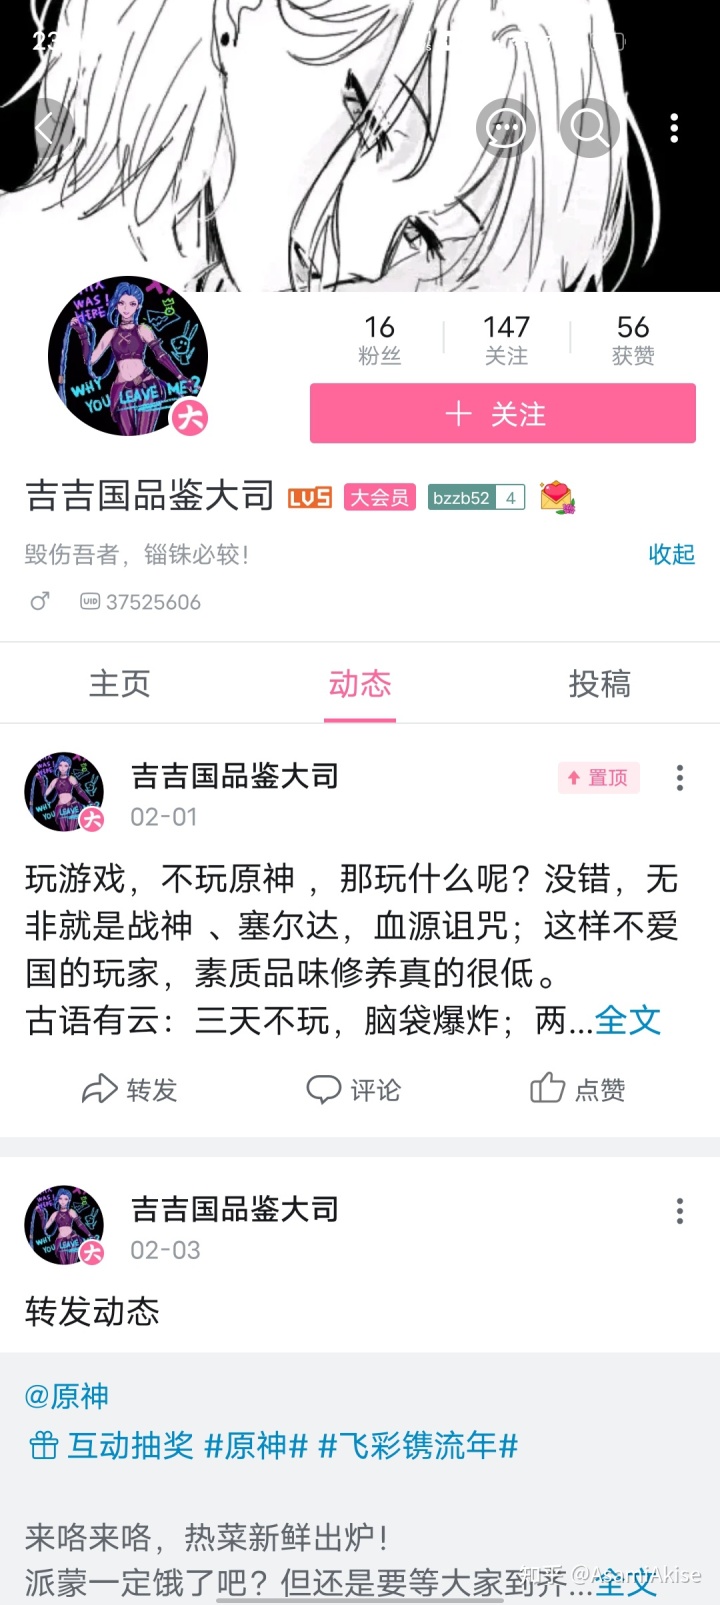 WAS
HERE
WHY
YOU LEAVE ME?
大
16
147
56
粉丝
关注
获赞
关注
吉吉国品鉴大司
LV5
大会员
bzzb52
4
毁伤吾者，锱铢必较！
收起
UID 37525606
主页
动态
投稿
吉吉国品鉴大司
置顶
02-01
玩游戏，不玩原神 ，那玩什么呢？没错，无
非就是战神 、塞尔达，血源诅咒；这样不爱
国的玩家，素质品味修养真的很低。
古语有云：三天不玩，脑袋爆炸；两...全文
转发
评论
点赞
吉吉国品鉴大司
02-03
转发动态
@原神
互动抽奖 #原神# #飞彩镌流年#
来咯来咯，热菜新鲜出炉！
派蒙一定饿了吧？但还是要等大家到齐...全文
知乎 @AsamiAkise